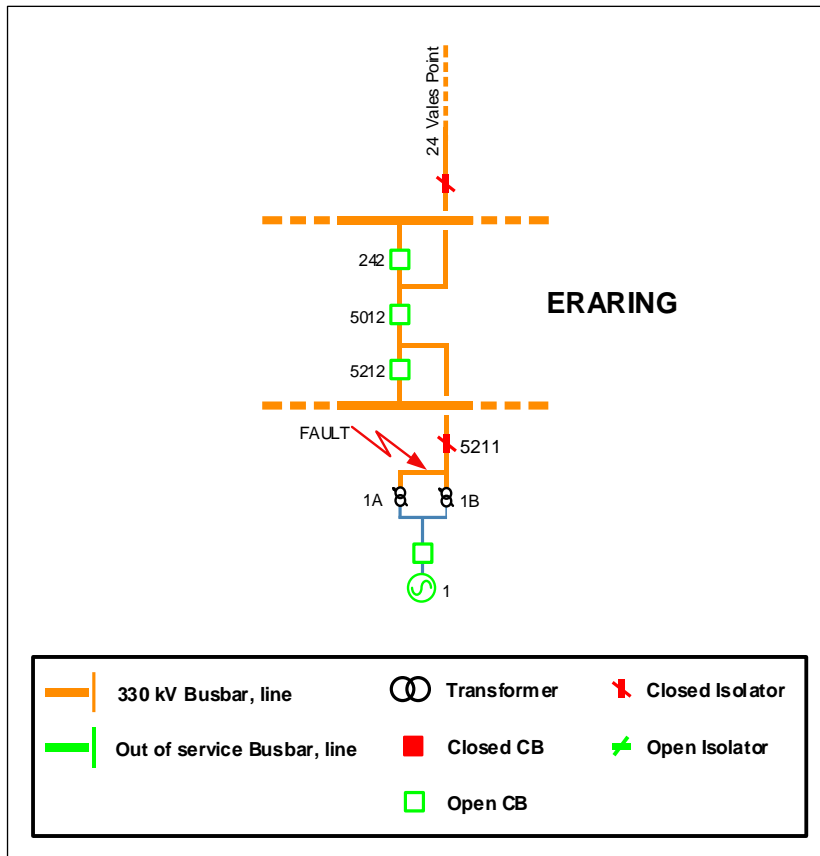 24 Vales Point
242
5012
ERARING
5212
FAULT
5211
1A
1B
1
330 kV Busbar, line
Transformer
Closed Isolator
Out of service Busbar, line
Closed CB
Open Isolator
Open CB